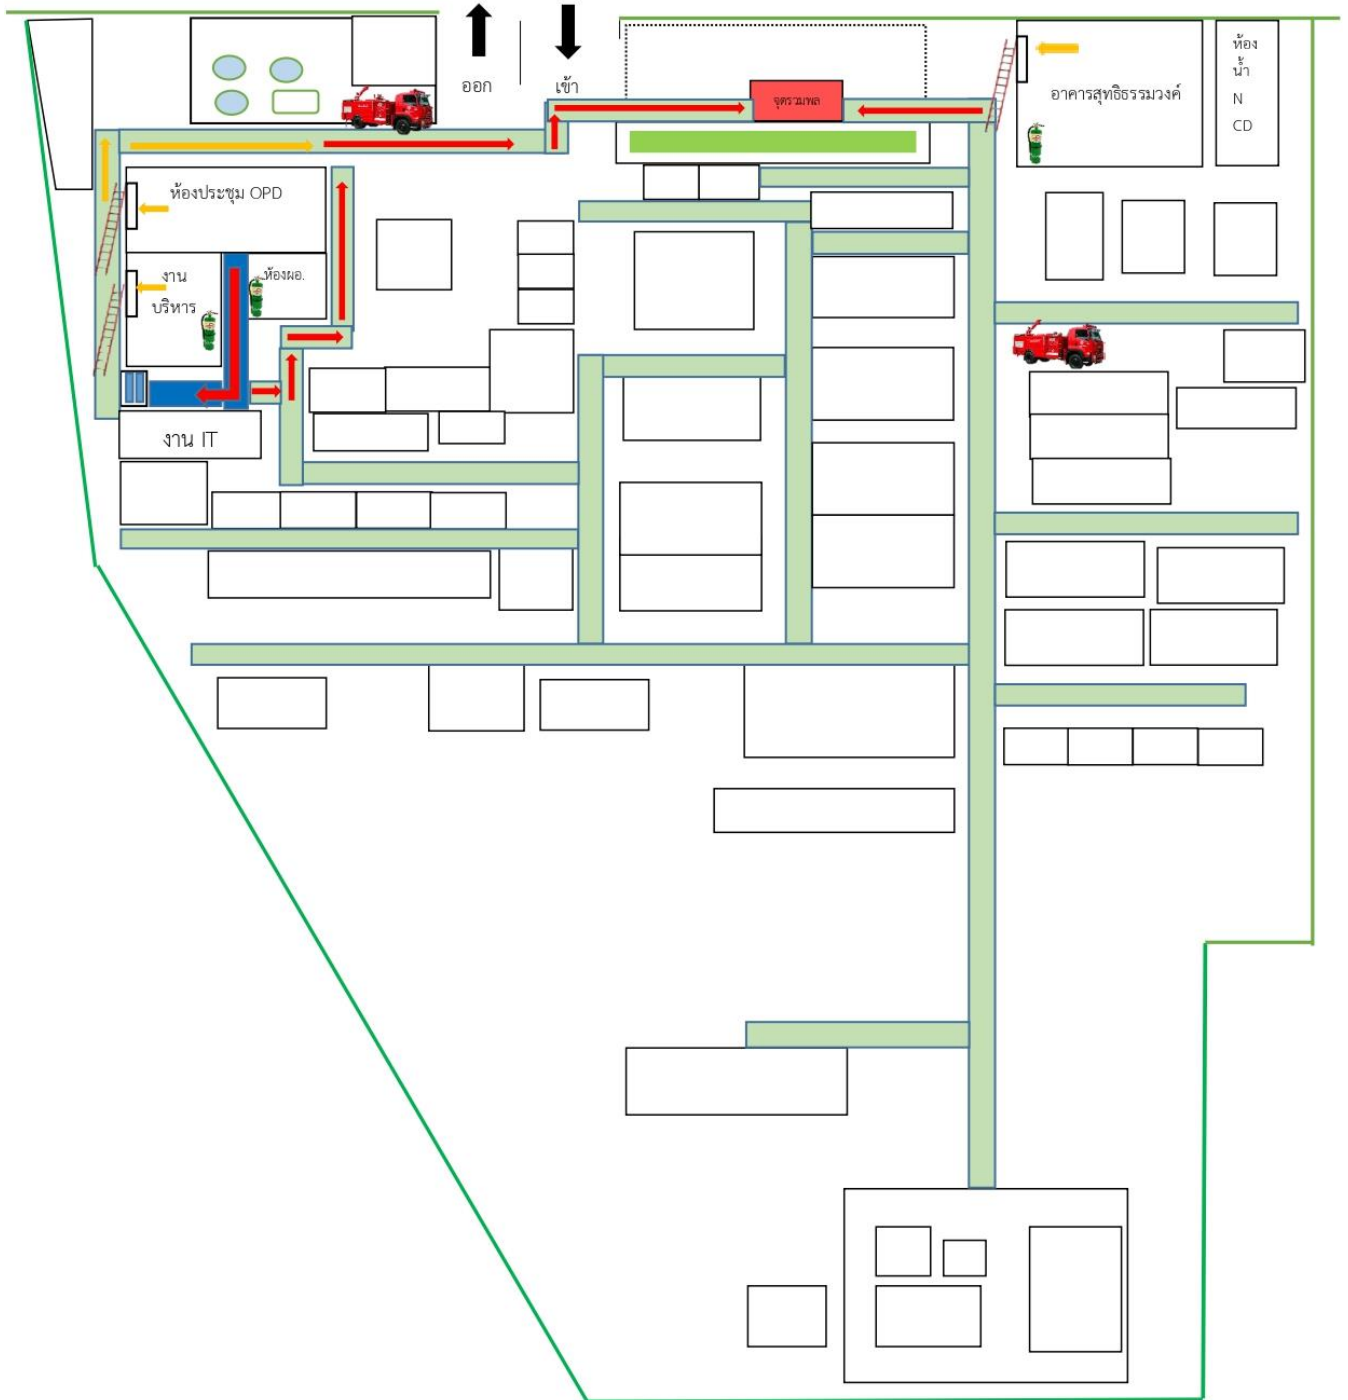 ออก
เข้า
จุดรวมพล
อาคารสุทธิธรรมวงค์
ห้อง
น้ำ
N
CD
ห้องประชุม OPD
งาน
บริหาร
ห้องผอ.
งาน IT